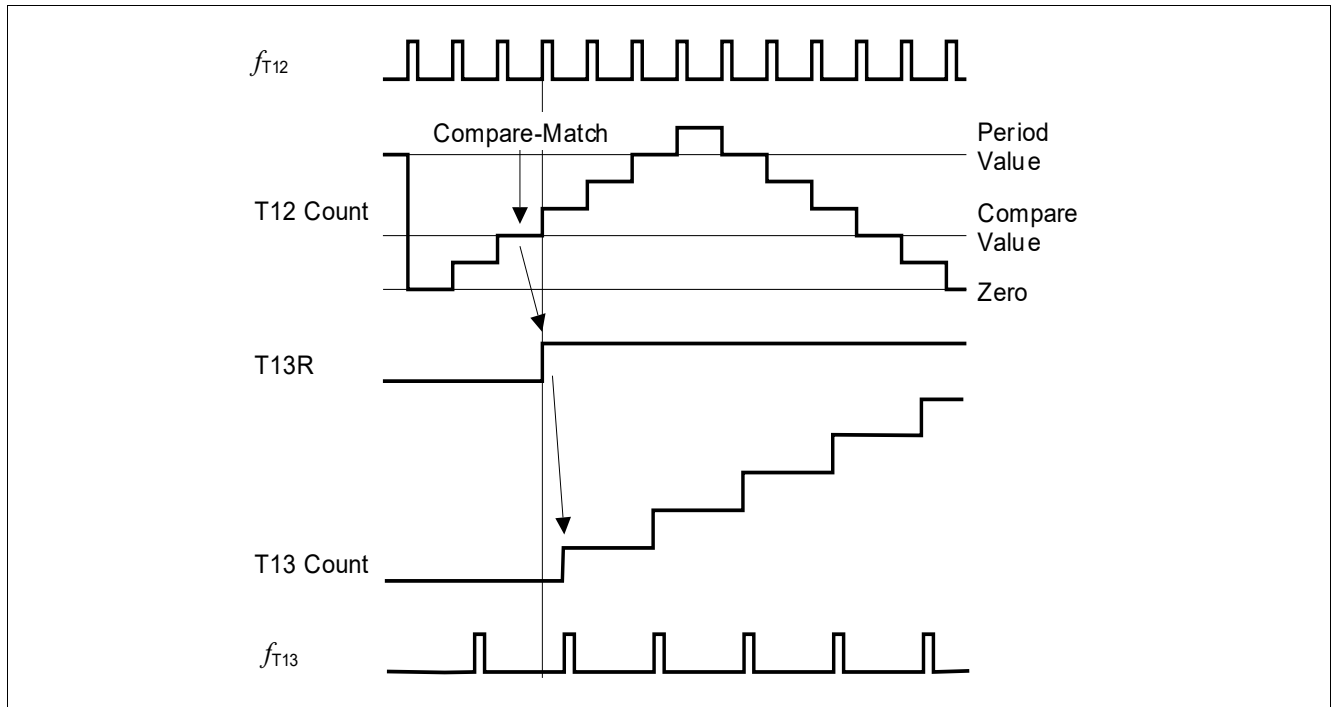 fT12
Compare-Match
Period
Value
T12 Count
Compare
Value
Zero
T13R
T13 Count
fT13